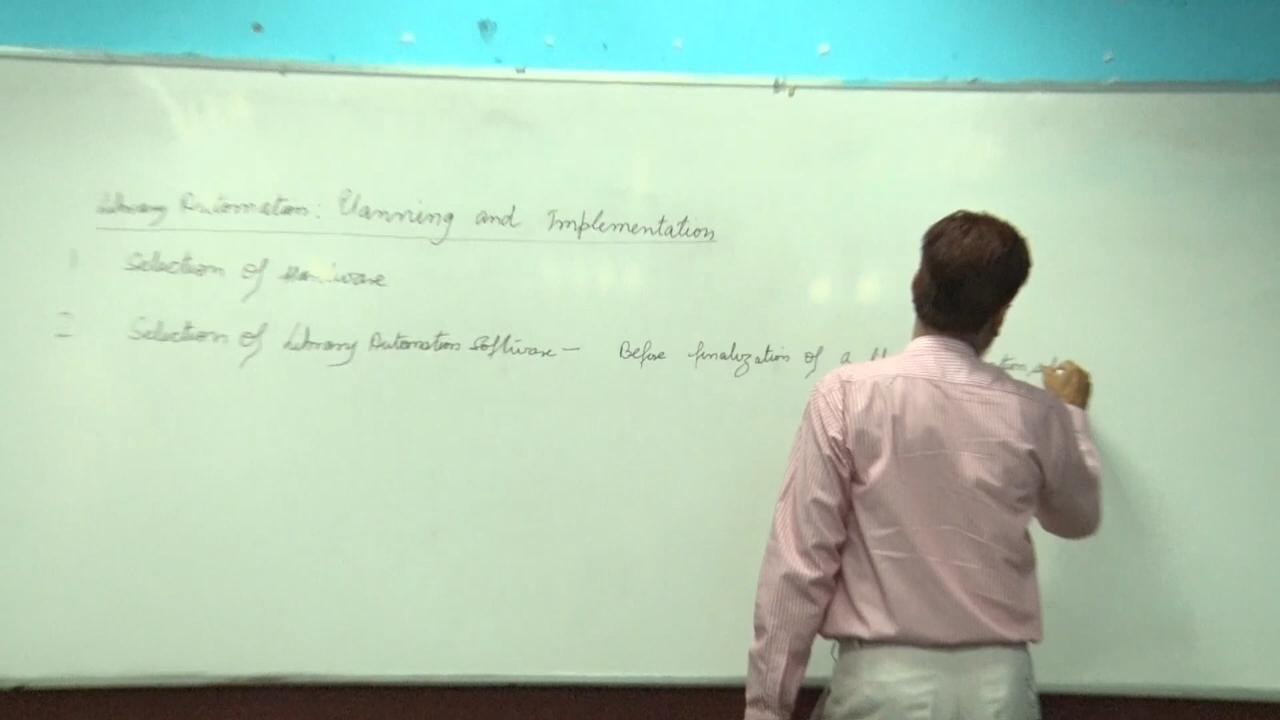 Library Automation: Planning and Implementation
1 Selection of Hardware
2 Selection of Library Automation Software - Before finalization of a